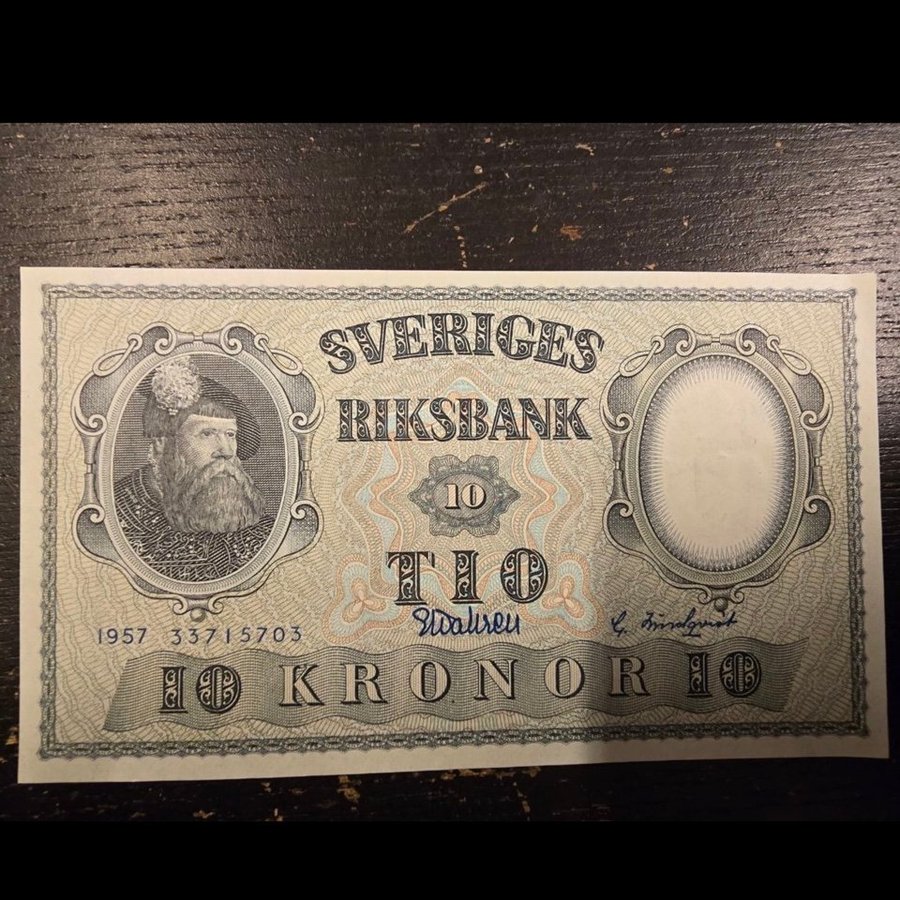 SVERIGES
RIKSBANK
10
TIO
1957 33715703
10 KRONOR 10